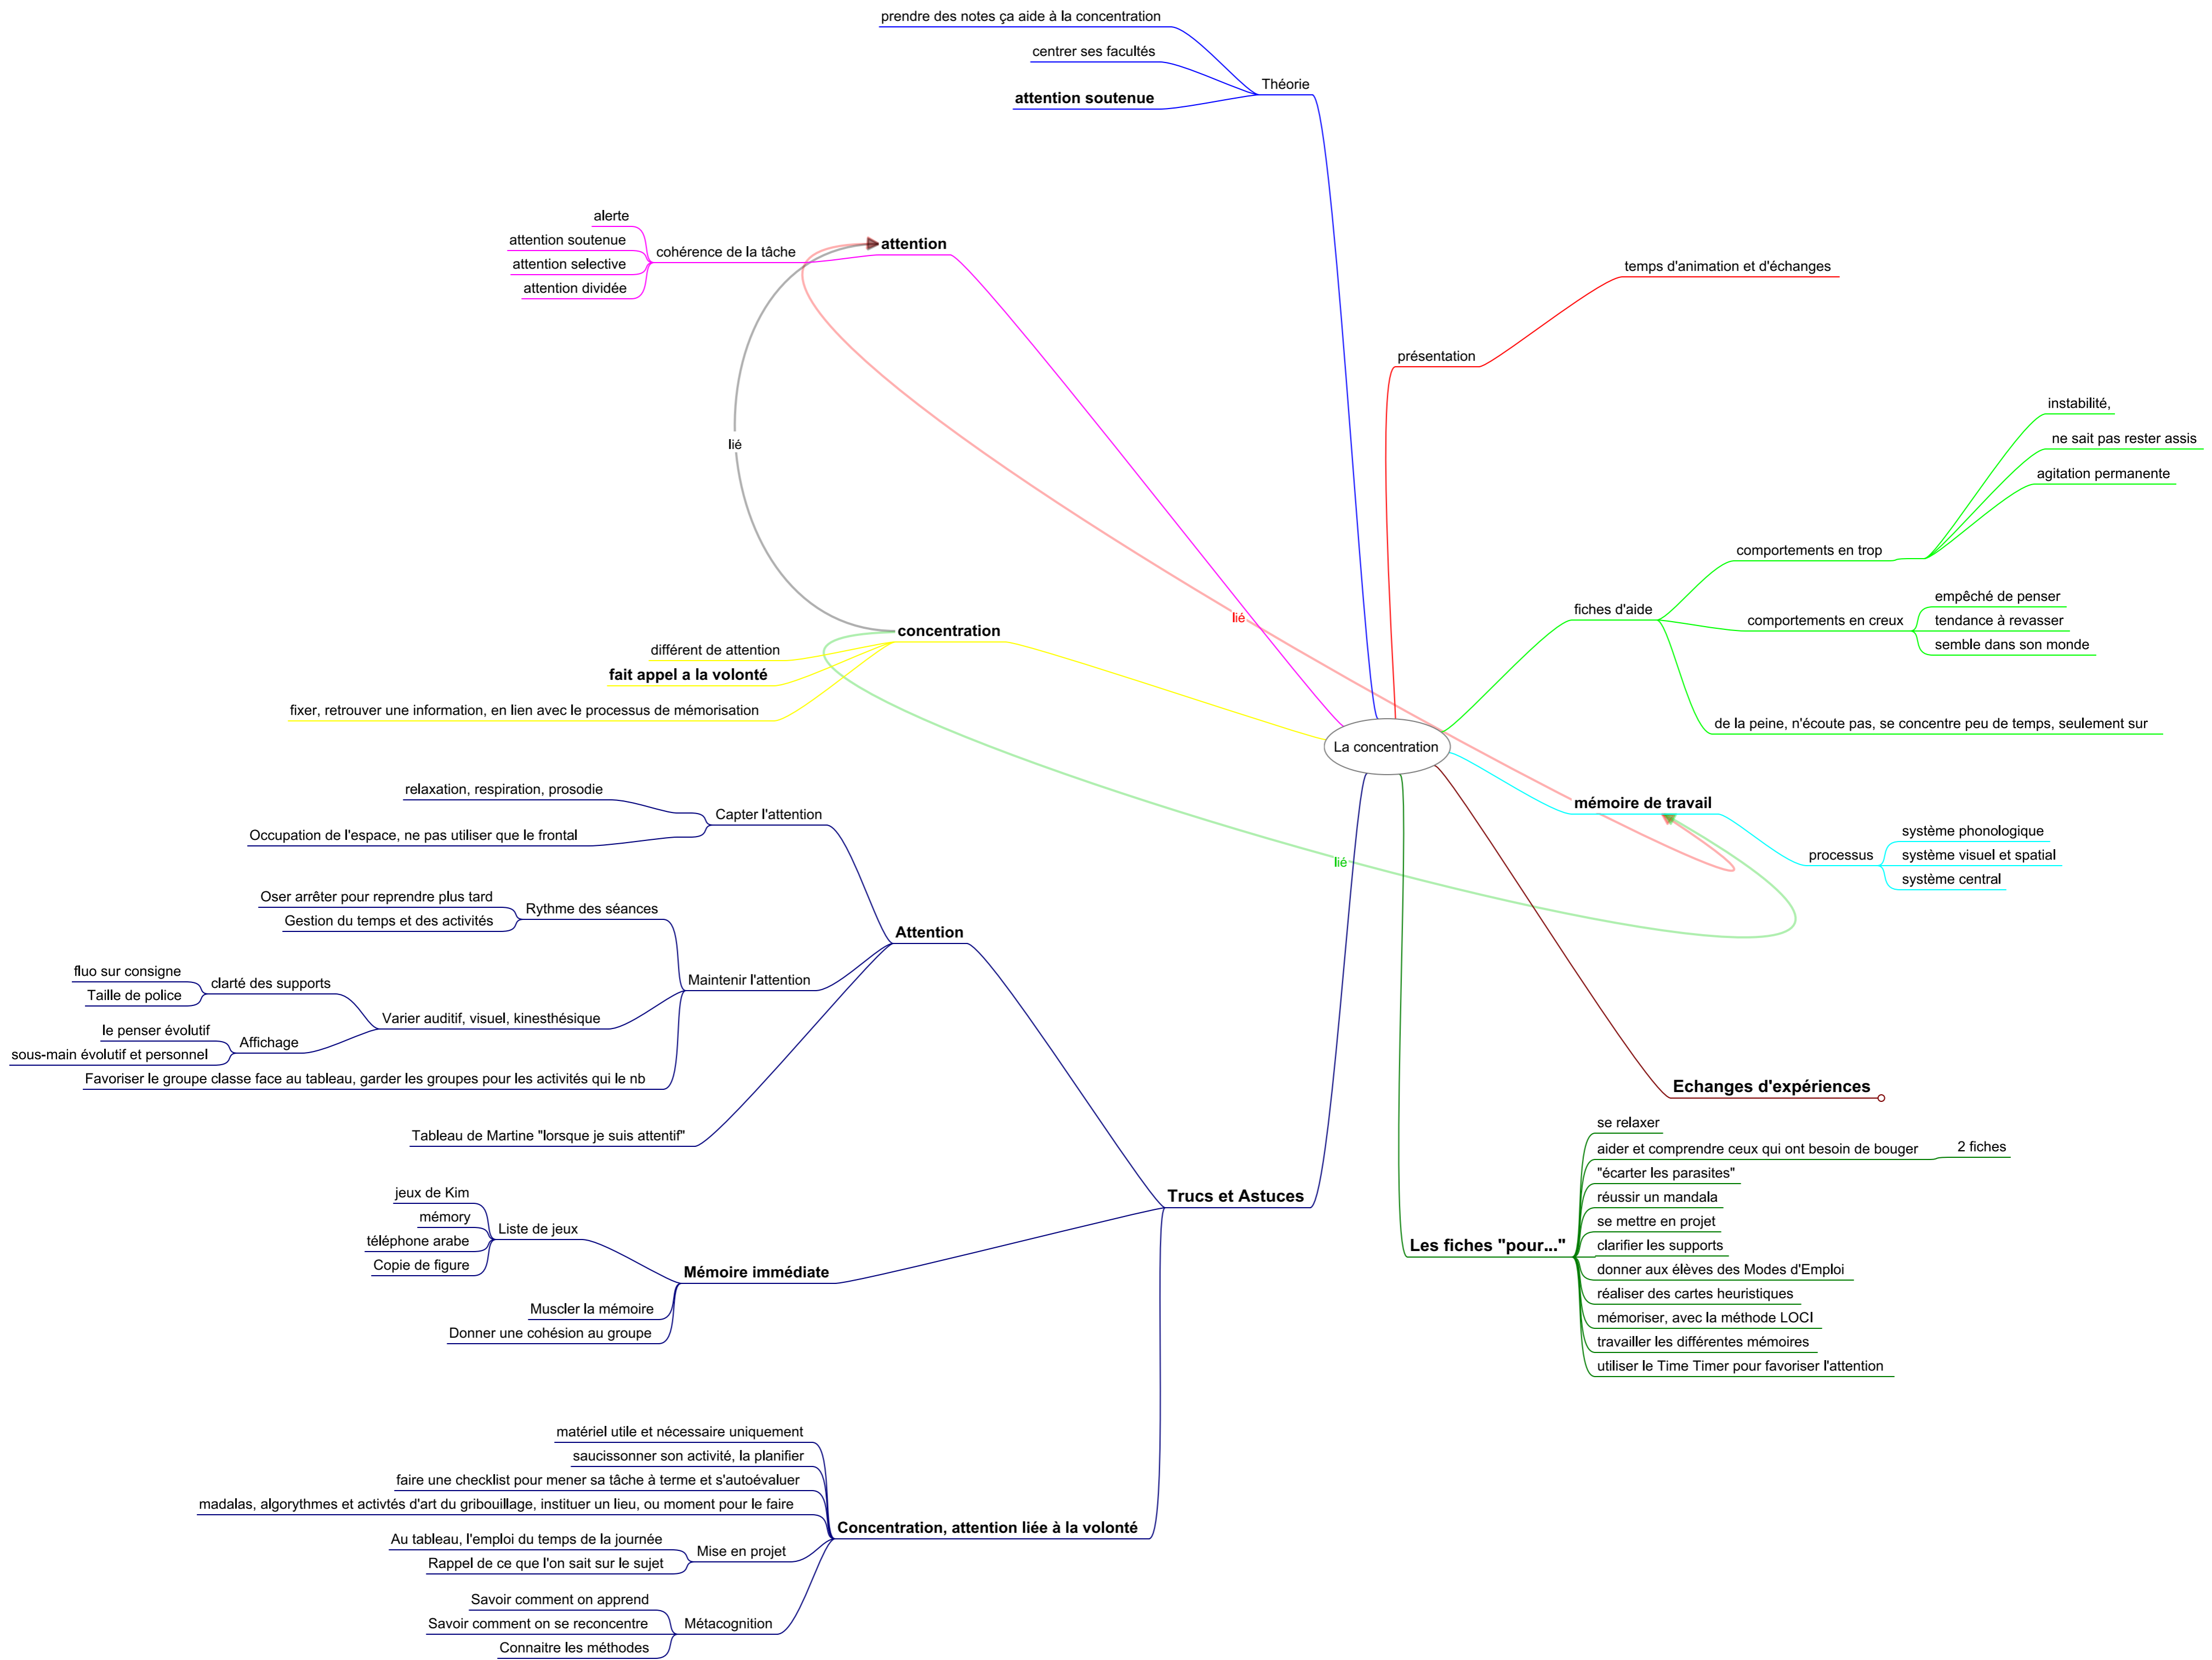 prendre des notes ça aide à la concentration
centrer ses facultés
attention soutenue
Théorie
alerte
attention soutenue
attention selective
attention dividée
cohérence de la tâche
attention
lié
concentration
différent de attention
fait appel a la volonté
fixer, retrouver une information, en lien avec le processus de mémorisation
lié
lié
La concentration
présentation
temps d'animation et d'échanges
fiches d'aide
comportements en trop
instabilité,
ne sait pas rester assis
agitation permanente
comportements en creux
empêché de penser
tendance à revasser
semble dans son monde
de la peine, n'écoute pas, se concentre peu de temps, seulement sur
mémoire de travail
processus
système phonologique
système visuel et spatial
système central
Echanges d'expériences
Les fiches "pour..."
se relaxer
aider et comprendre ceux qui ont besoin de bouger
2 fiches
"écarter les parasites"
réussir un mandala
se mettre en projet
clarifier les supports
donner aux élèves des Modes d'Emploi
réaliser des cartes heuristiques
mémoriser, avec la méthode LOCI
travailler les différentes mémoires
utiliser le Time Timer pour favoriser l'attention
Trucs et Astuces
Attention
Capter l'attention
relaxation, respiration, prosodie
Occupation de l'espace, ne pas utiliser que le frontal
Maintenir l'attention
Rythme des séances
Oser arrêter pour reprendre plus tard
Gestion du temps et des activités
Varier auditif, visuel, kinesthésique
clarté des supports
fluo sur consigne
Taille de police
Affichage
le penser évolutif
sous-main évolutif et personnel
Favoriser le groupe classe face au tableau, garder les groupes pour les activités qui le nb
Tableau de Martine "lorsque je suis attentif"
Mémoire immédiate
Liste de jeux
jeux de Kim
mémory
téléphone arabe
Copie de figure
Muscler la mémoire
Donner une cohésion au groupe
Concentration, attention liée à la volonté
matériel utile et nécessaire uniquement
saucissonner son activité, la planifier
faire une checklist pour mener sa tâche à terme et s'autoévaluer
madalas, algorythmes et activtés d'art du gribouillage, instituer un lieu, ou moment pour le faire
Mise en projet
Au tableau, l'emploi du temps de la journée
Rappel de ce que l'on sait sur le sujet
Métacognition
Savoir comment on apprend
Savoir comment on se reconcentre
Connaitre les méthodes